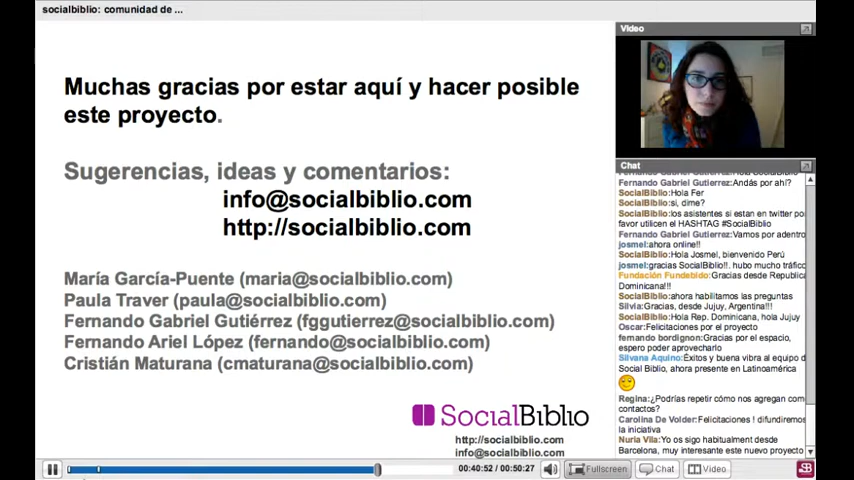 socialbiblio: comunidad de ...
Muchas gracias por estar aquí y hacer posible
este proyecto.
Sugerencias, ideas y comentarios:
info@socialbiblio.com
http://socialbiblio.com
María García-Puente (maria@socialbiblio.com)
Paula Traver (paula@socialbiblio.com)
Fernando Gabriel Gutiérrez (fggutierrez@socialbiblio.com)
Fernando Ariel López (fernando@socialbiblio.com)
Cristián Maturana (cmaturana@socialbiblio.com)
SocialBiblio
http://socialbiblio.com
info@socialbiblio.com
Video
Chat
Fernando Gabriel Gutierrez:Hola SocialBiblio
Fernando Gabriel Gutierrez:Andás por ahí?
SocialBiblio:Hola Fer
SocialBiblio:si, dime?
SocialBiblio:los asistentes si estan en twitter por
favor utilicen el HASHTAG #SocialBiblio
Fernando Gabriel Gutierrez:Vamos por adentro
josmel:ahora online!!
SocialBiblio:Hola Josmel, bienvenido Perú
josmel:gracias SocialBiblio!!. hubo mucho tráfico
Fundación Fundebido:Gracias desde Republica
Dominicana!!!
SocialBiblio:ahora habilitamos las preguntas
Silvia:Gracias, desde Jujuy, Argentina!!!
SocialBiblio:Hola Rep. Dominicana, hola Jujuy
Oscar:Felicitaciones por el proyecto
fernando bordignon:Gracias por el espacio,
espero poder aprovecharlo
Silvana Aquino:Éxitos y buena vibra al equipo de
Social Biblio, ahora presente en Latinoamérica
Regina:¿Podrías repetir cómo nos agregam como
contactos?
Carolina De Volder:Felicitaciones ! difundiremos
la iniciativa
Nuria Vila:Yo os sigo habitualment desde
Barcelona, muy interesante este nuevo proyecto
00:40:52 / 00:50:27
Fullscreen
Chat
Video
SB